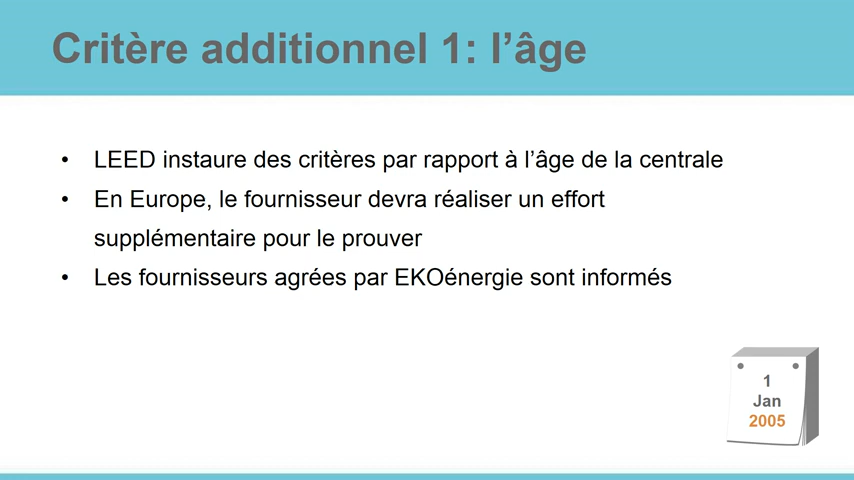 Critère additionnel 1: l’âge
• LEED instaure des critères par rapport à l’âge de la centrale
• En Europe, le fournisseur devra réaliser un effort
supplémentaire pour le prouver
• Les fournisseurs agrées par EKOénergie sont informés
1
Jan
2005